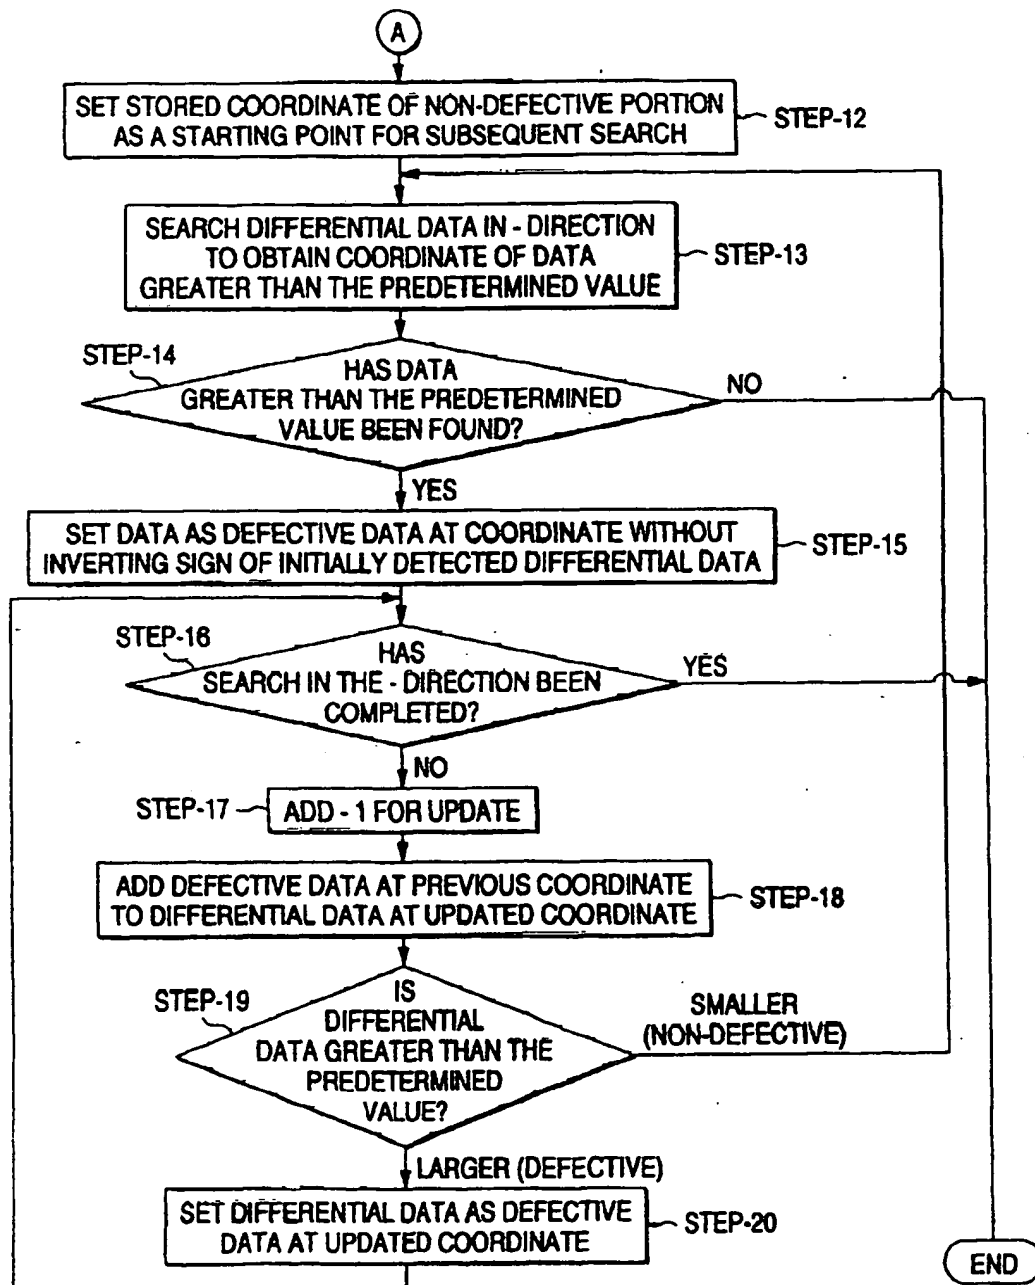 A
SET STORED COORDINATE OF NON-DEFECTIVE PORTION
AS A STARTING POINT FOR SUBSEQUENT SEARCH
STEP-12
SEARCH DIFFERENTIAL DATA IN - DIRECTION
TO OBTAIN COORDINATE OF DATA
GREATER THAN THE PREDETERMINED VALUE
STEP-13
STEP-14
HAS DATA
GREATER THAN THE PREDETERMINED
VALUE BEEN FOUND?
NO
YES
SET DATA AS DEFECTIVE DATA AT COORDINATE WITHOUT
INVERTING SIGN OF INITIALLY DETECTED DIFFERENTIAL DATA
STEP-15
STEP-16
HAS
SEARCH IN THE - DIRECTION BEEN
COMPLETED?
YES
NO
STEP-17
ADD - 1 FOR UPDATE
ADD DEFECTIVE DATA AT PREVIOUS COORDINATE
TO DIFFERENTIAL DATA AT UPDATED COORDINATE
STEP-18
STEP-19
IS
DIFFERENTIAL
DATA GREATER THAN THE
PREDETERMINED
VALUE?
SMALLER
(NON-DEFECTIVE)
LARGER (DEFECTIVE)
SET DIFFERENTIAL DATA AS DEFECTIVE
DATA AT UPDATED COORDINATE
STEP-20
END